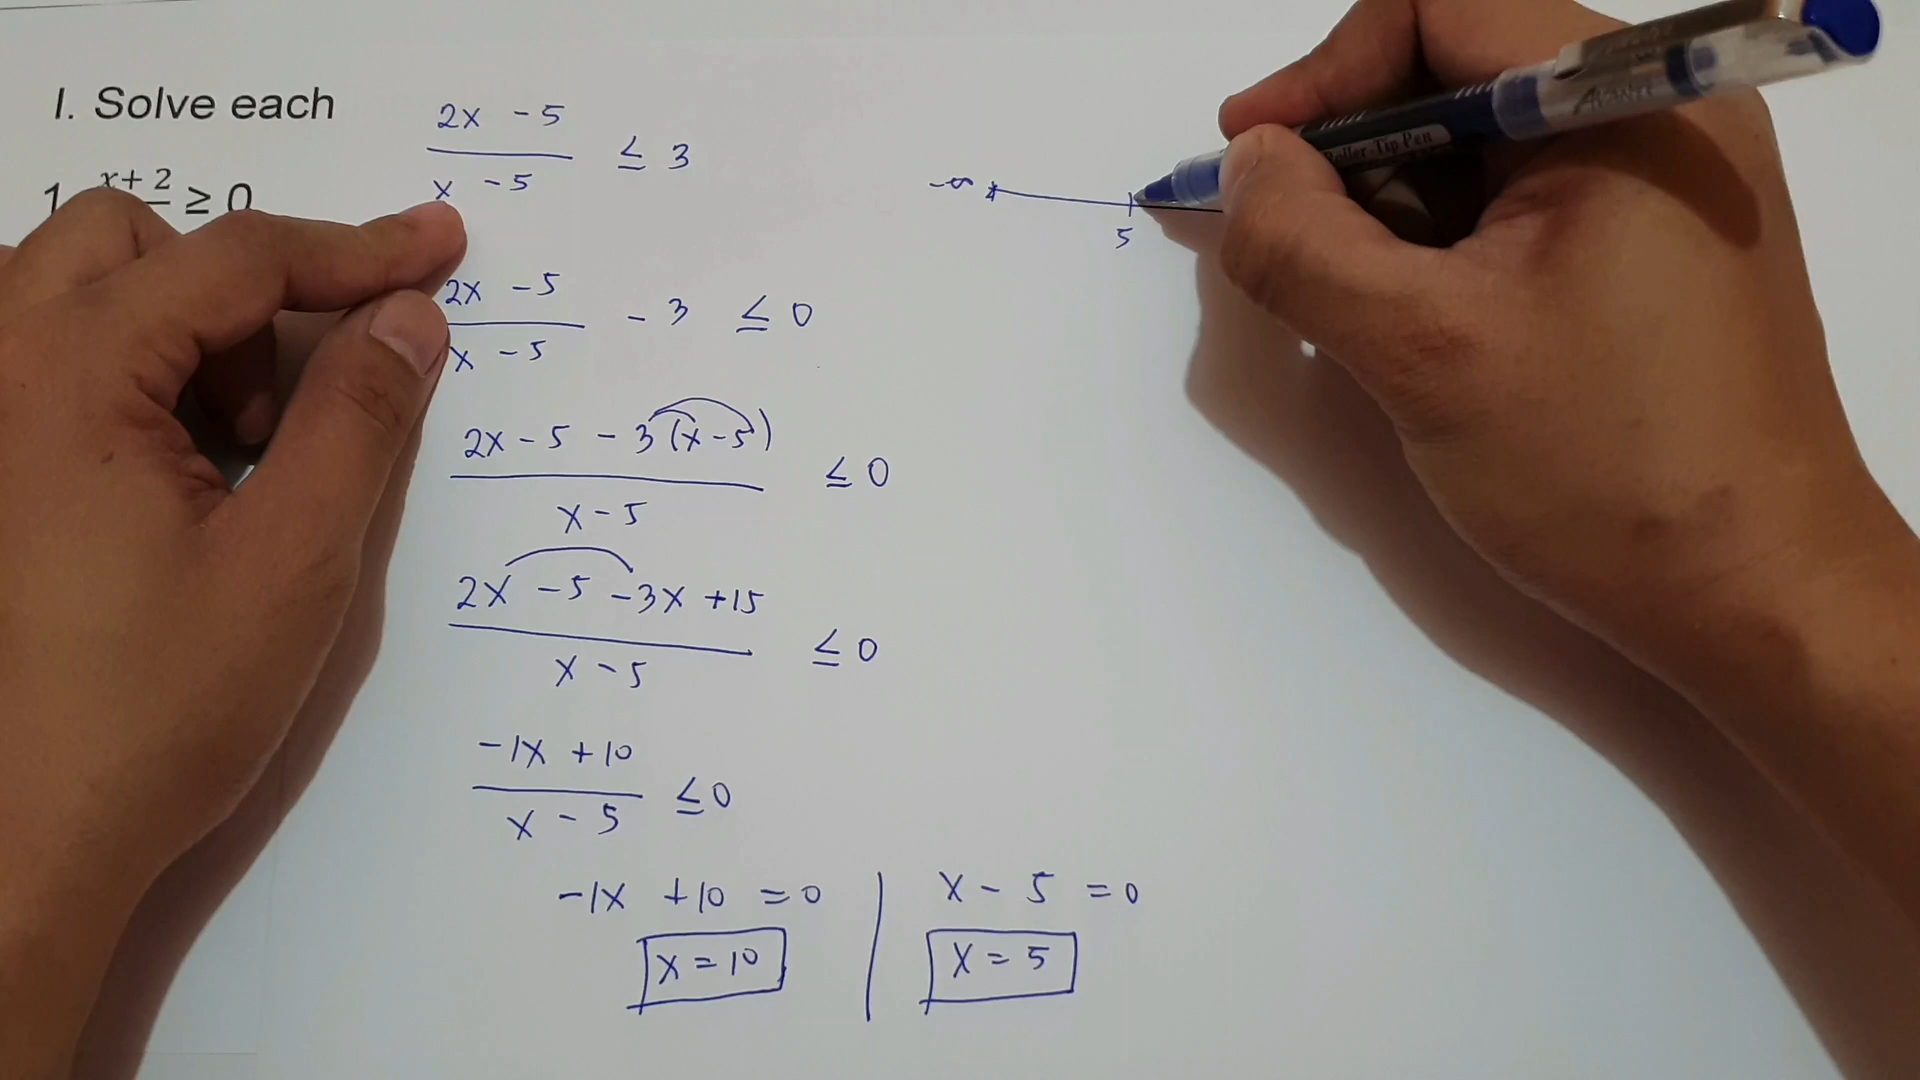 I. Solve each
1. x + 2 ≥ 0
2x - 5
x - 5
≤ 3
2x - 5
x - 5
- 3 ≤ 0
2x - 5 - 3(x - 5)
x - 5
≤ 0
2x - 5 - 3x + 15
x - 5
≤ 0
-1x + 10
x - 5
≤ 0
-1x + 10 = 0
x = 10
x - 5 = 0
x = 5
-∞
5
AVANTE
Roller-Tip Pen